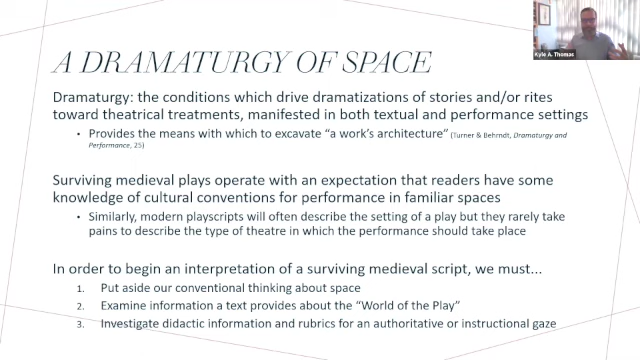 A DRAMATURGY OF SPACE
Kyle A. Thomas
Dramaturgy: the conditions which drive dramatizations of stories and/or rites
toward theatrical treatments, manifested in both textual and performance settings
• Provides the means with which to excavate “a work’s architecture” (Turner & Behrndt, Dramaturgy and
Performance, 25)
Surviving medieval plays operate with an expectation that readers have some
knowledge of cultural conventions for performance in familiar spaces
• Similarly, modern playscripts will often describe the setting of a play but they rarely take
pains to describe the type of theatre in which the performance should take place
In order to begin an interpretation of a surviving medieval script, we must...
1. Put aside our conventional thinking about space
2. Examine information a text provides about the “World of the Play”
3. Investigate didactic information and rubrics for an authoritative or instructional gaze